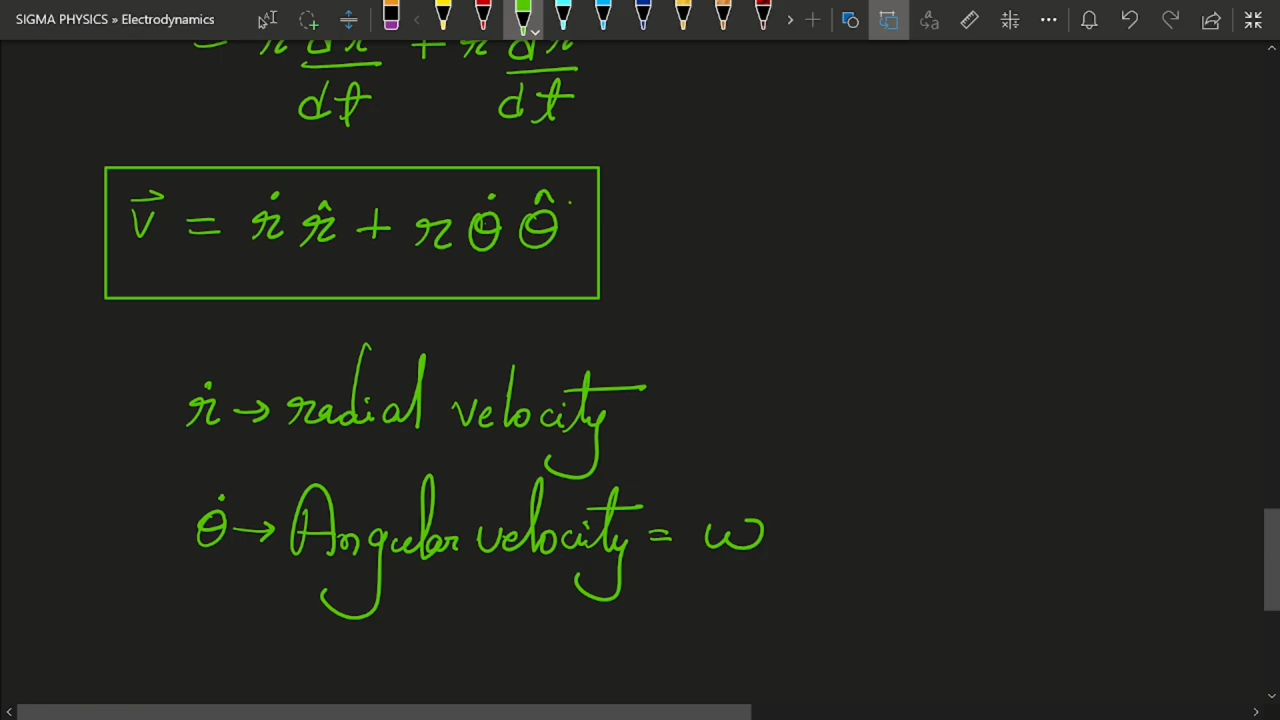 SIGMA PHYSICS » Electrodynamics
dt dt
v⃗ = ṙ r̂ + r θ̇ θ̂
ṙ → radial velocity
θ̇ → Angular velocity = ω